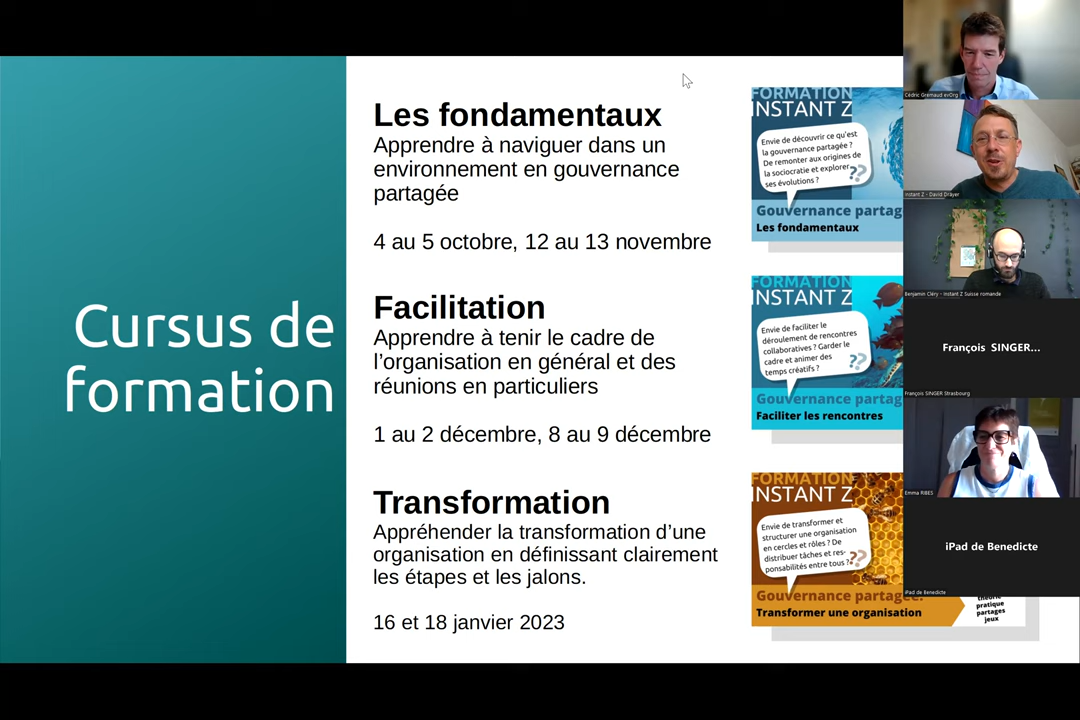 Cursus de
formation
Les fondamentaux
Apprendre à naviguer dans un
environnement en gouvernance
partagée
4 au 5 octobre, 12 au 13 novembre
Facilitation
Apprendre à tenir le cadre de
l’organisation en général et des
réunions en particuliers
1 au 2 décembre, 8 au 9 décembre
Transformation
Appréhender la transformation d’une
organisation en définissant clairement
les étapes et les jalons.
16 et 18 janvier 2023
FORMATION
INSTANT Z
Envie de découvrir ce qu'est
la gouvernance partagée ?
De remonter aux origines de
la sociocratie et explorer
ses évolutions ?
??
Gouvernance partag
Les fondamentaux
FORMATION
INSTANT Z
Envie de faciliter le
déroulement de rencontres
collaboratives ? Garder le
cadre et animer des
temps créatifs ?
??
Gouvernance partag
Faciliter les rencontres
FORMATION
INSTANT Z
Envie de transformer et
structurer une organisation
en cercles et rôles ? De
distribuer tâches et res-
ponsabilités entre tous ?
??
Gouvernance partagée:
Transformer une organisation
théorie
pratique
partages
jeux
Cédric Gremaud evOrg
Instant Z - David Dräyer
Benjamin Cléry - Instant Z Suisse romande
François SINGER...
François SINGER Strasbourg
Emma RIBES
iPad de Benedicte
iPad de Benedicte